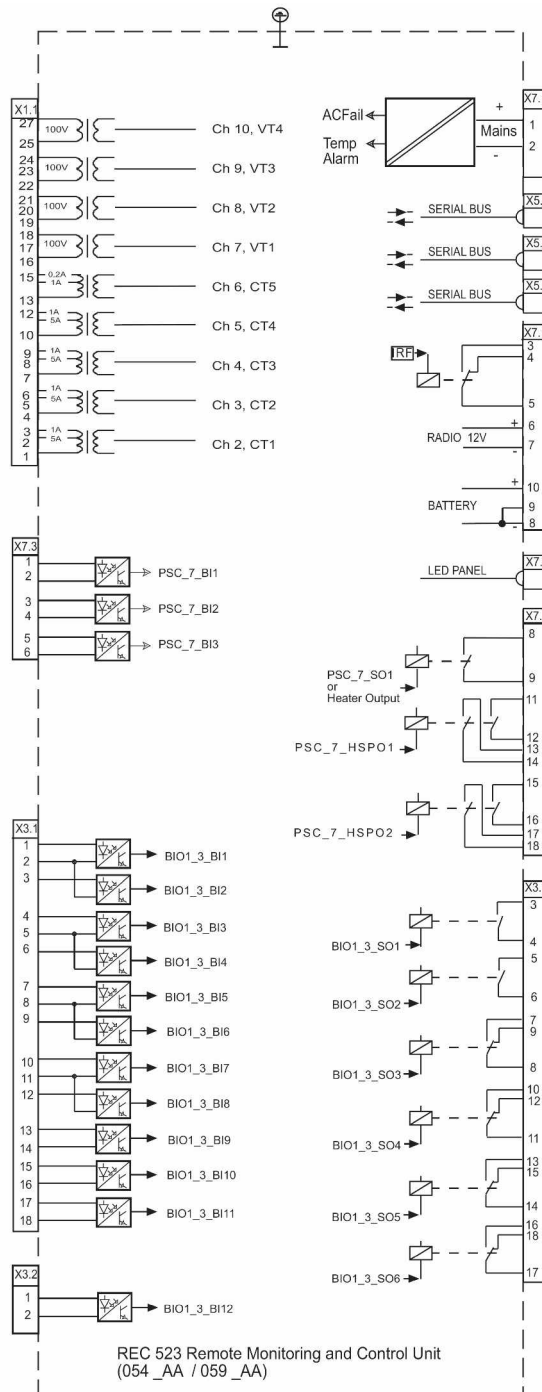 X1.1
27
100V
25
Ch 10, VT4
24
100V
23
22
Ch 9, VT3
21
100V
20
19
Ch 8, VT2
18
100V
17
16
Ch 7, VT1
15
0,2A
1A
13
Ch 6, CT5
12
1A
5A
10
Ch 5, CT4
9
1A
8
5A
7
Ch 4, CT3
6
1A
5A
5
4
Ch 3, CT2
3
1A
2
5A
1
Ch 2, CT1
X7.3
1
2
PSC_7_BI1
3
4
PSC_7_BI2
5
6
PSC_7_BI3
X3.1
1
2
BIO1_3_BI1
3
BIO1_3_BI2
4
5
BIO1_3_BI3
6
BIO1_3_BI4
7
8
BIO1_3_BI5
9
BIO1_3_BI6
10
11
BIO1_3_BI7
12
BIO1_3_BI8
13
14
BIO1_3_BI9
15
16
BIO1_3_BI10
17
18
BIO1_3_BI11
X3.2
1
2
BIO1_3_BI12
X7.
ACFail
Temp
Alarm
+
Mains
-
1
2
X5.
SERIAL BUS
X5.
SERIAL BUS
X5.
SERIAL BUS
X7.
IRF
3
4
5
+
6
RADIO 12V
7
-
+
10
BATTERY
9
-
8
X7.
LED PANEL
X7.
8
9
PSC_7_SO1
or
Heater Output
11
12
13
14
PSC_7_HSPO1
15
16
17
18
PSC_7_HSPO2
X3.
3
4
BIO1_3_SO1
5
6
BIO1_3_SO2
7
9
8
BIO1_3_SO3
10
12
11
BIO1_3_SO4
13
15
14
BIO1_3_SO5
16
18
17
BIO1_3_SO6
REC 523 Remote Monitoring and Control Unit
(054 _AA / 059 _AA)